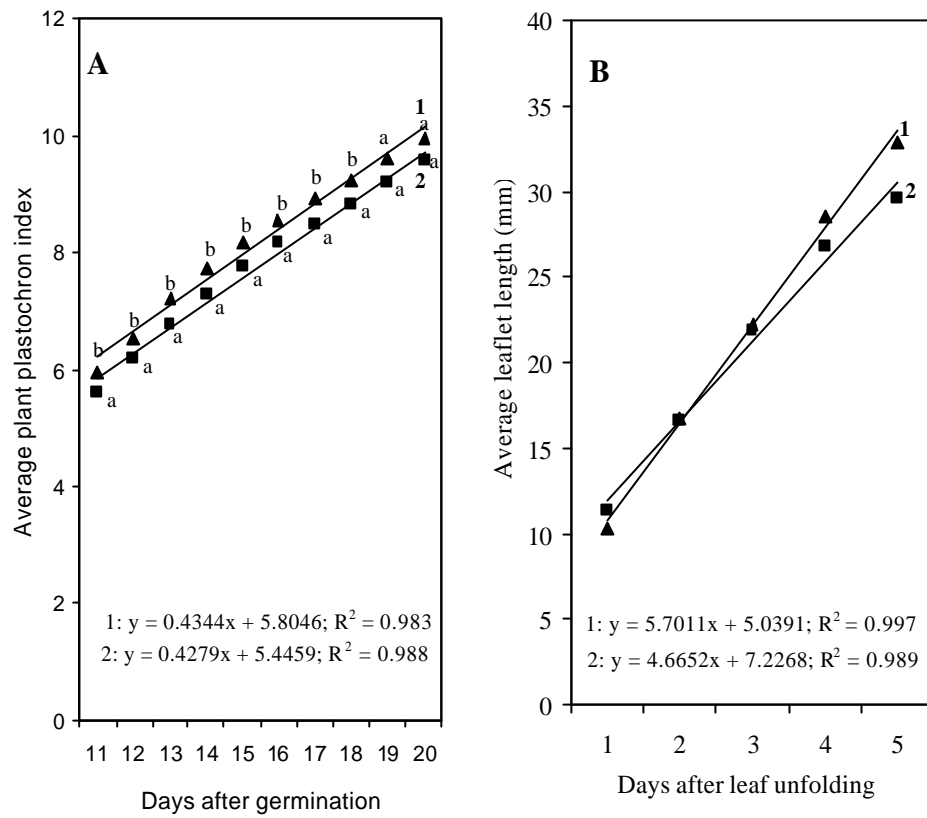 A
Average plant plastochron index
12
10
8
6
4
2
0
1
a
a
b
b
b
b
b
b
b
b
2
a
a
a
a
a
a
a
a
a
a
1: y = 0.4344x + 5.8046; R² = 0.983
2: y = 0.4279x + 5.4459; R² = 0.988
11 12 13 14 15 16 17 18 19 20
Days after germination
B
Average leaflet length (mm)
40
35
30
25
20
15
10
5
0
1
2
1: y = 5.7011x + 5.0391; R² = 0.997
2: y = 4.6652x + 7.2268; R² = 0.989
1 2 3 4 5
Days after leaf unfolding